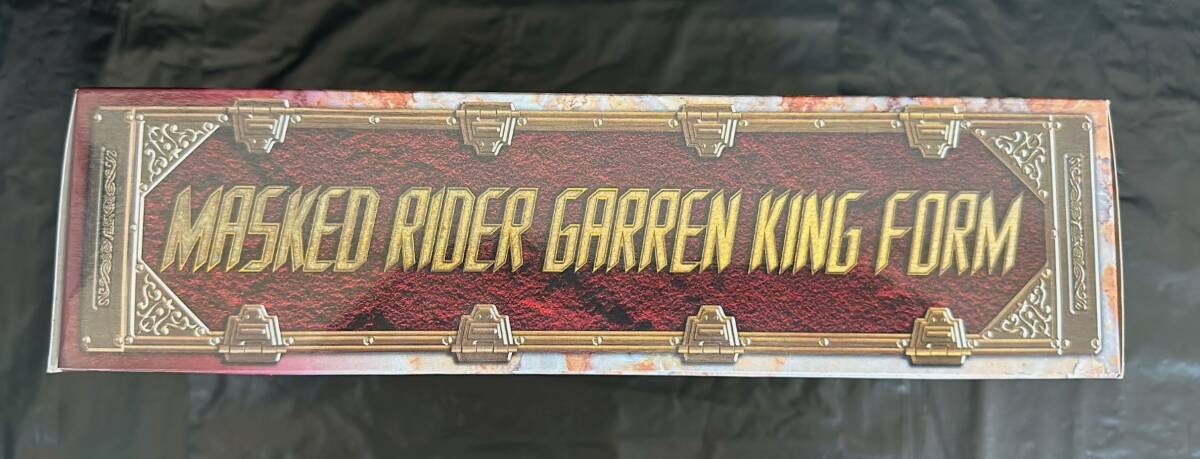 MASKED RIDER GARREN KING FORM